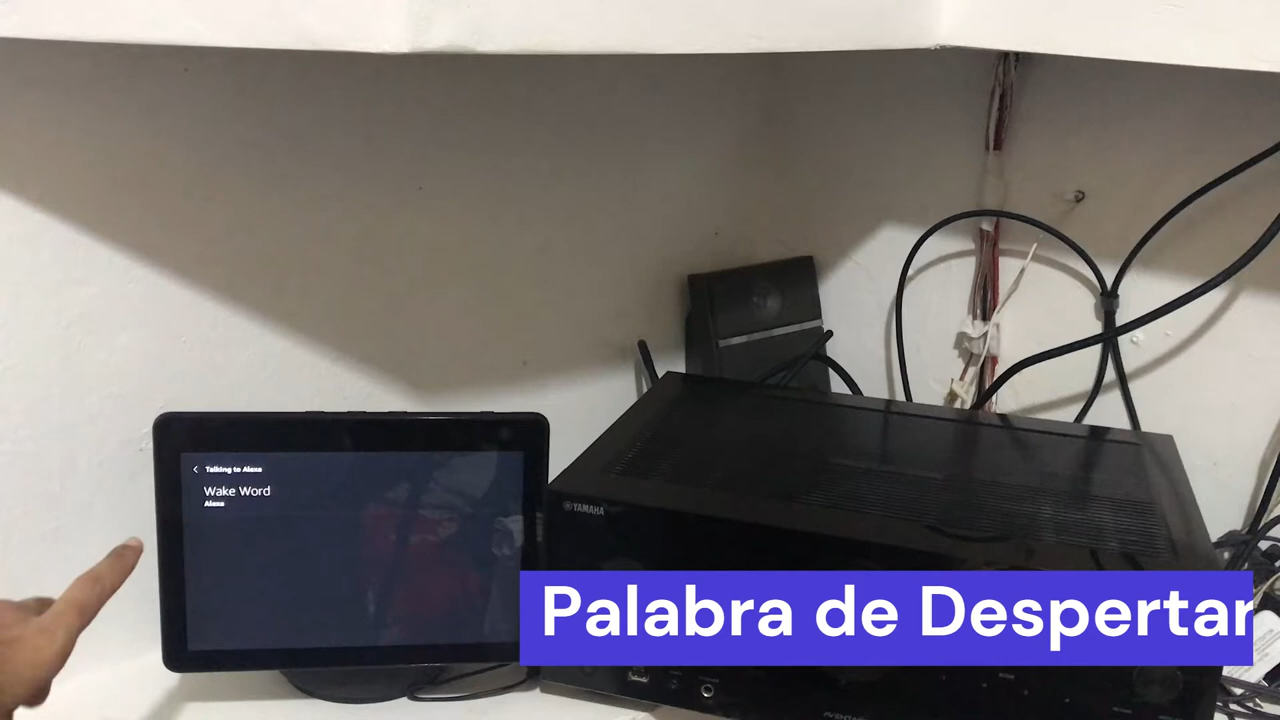 Talking to Alexa
Wake Word
Alexa
YAMAHA
Palabra de Despertar